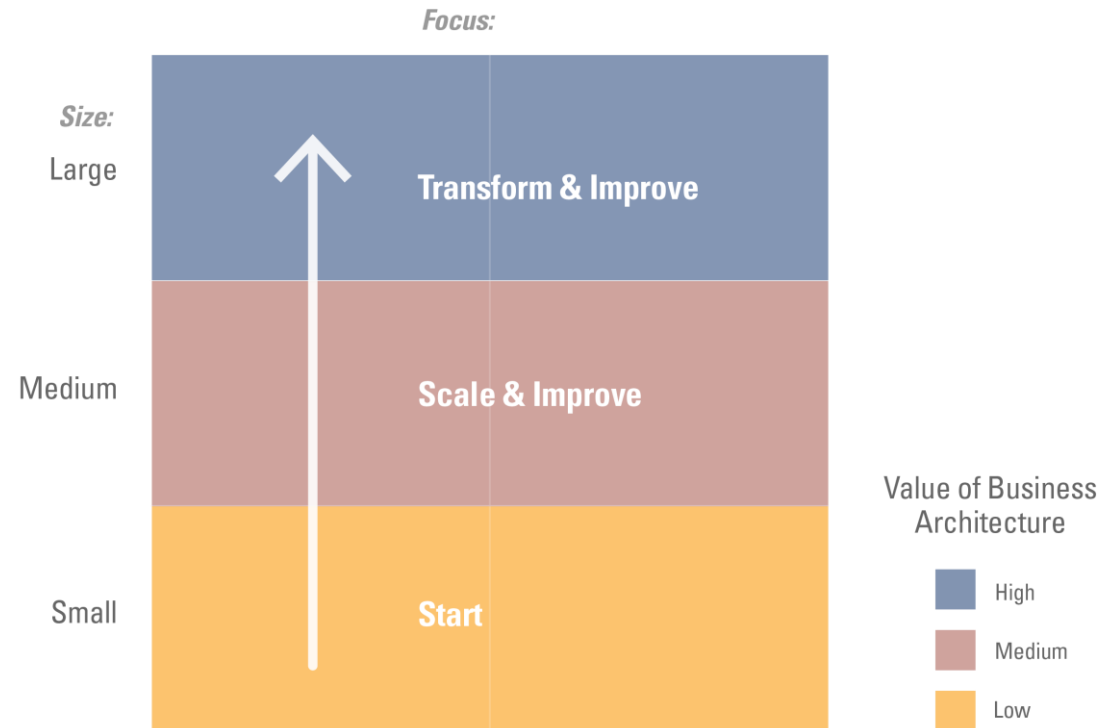 Focus:
Size:
Large
Transform & Improve
Medium
Scale & Improve
Small
Start
Value of Business
Architecture
High
Medium
Low